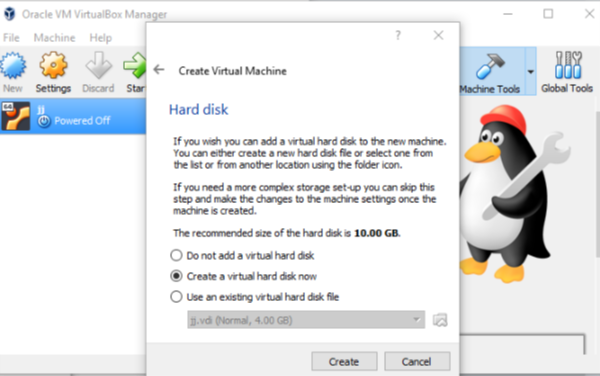 Oracle VM VirtualBox Manager
File Machine Help
New Settings Discard Star
Machine Tools Global Tools
64
jj
Powered Off
?
Create Virtual Machine
Hard disk
If you wish you can add a virtual hard disk to the new machine.
You can either create a new hard disk file or select one from
the list or from another location using the folder icon.
If you need a more complex storage set-up you can skip this
step and make the changes to the machine settings once the
machine is created.
The recommended size of the hard disk is 10.00 GB.
Do not add a virtual hard disk
Create a virtual hard disk now
Use an existing virtual hard disk file
jj.vdi (Normal, 4.00 GB)
Create Cancel